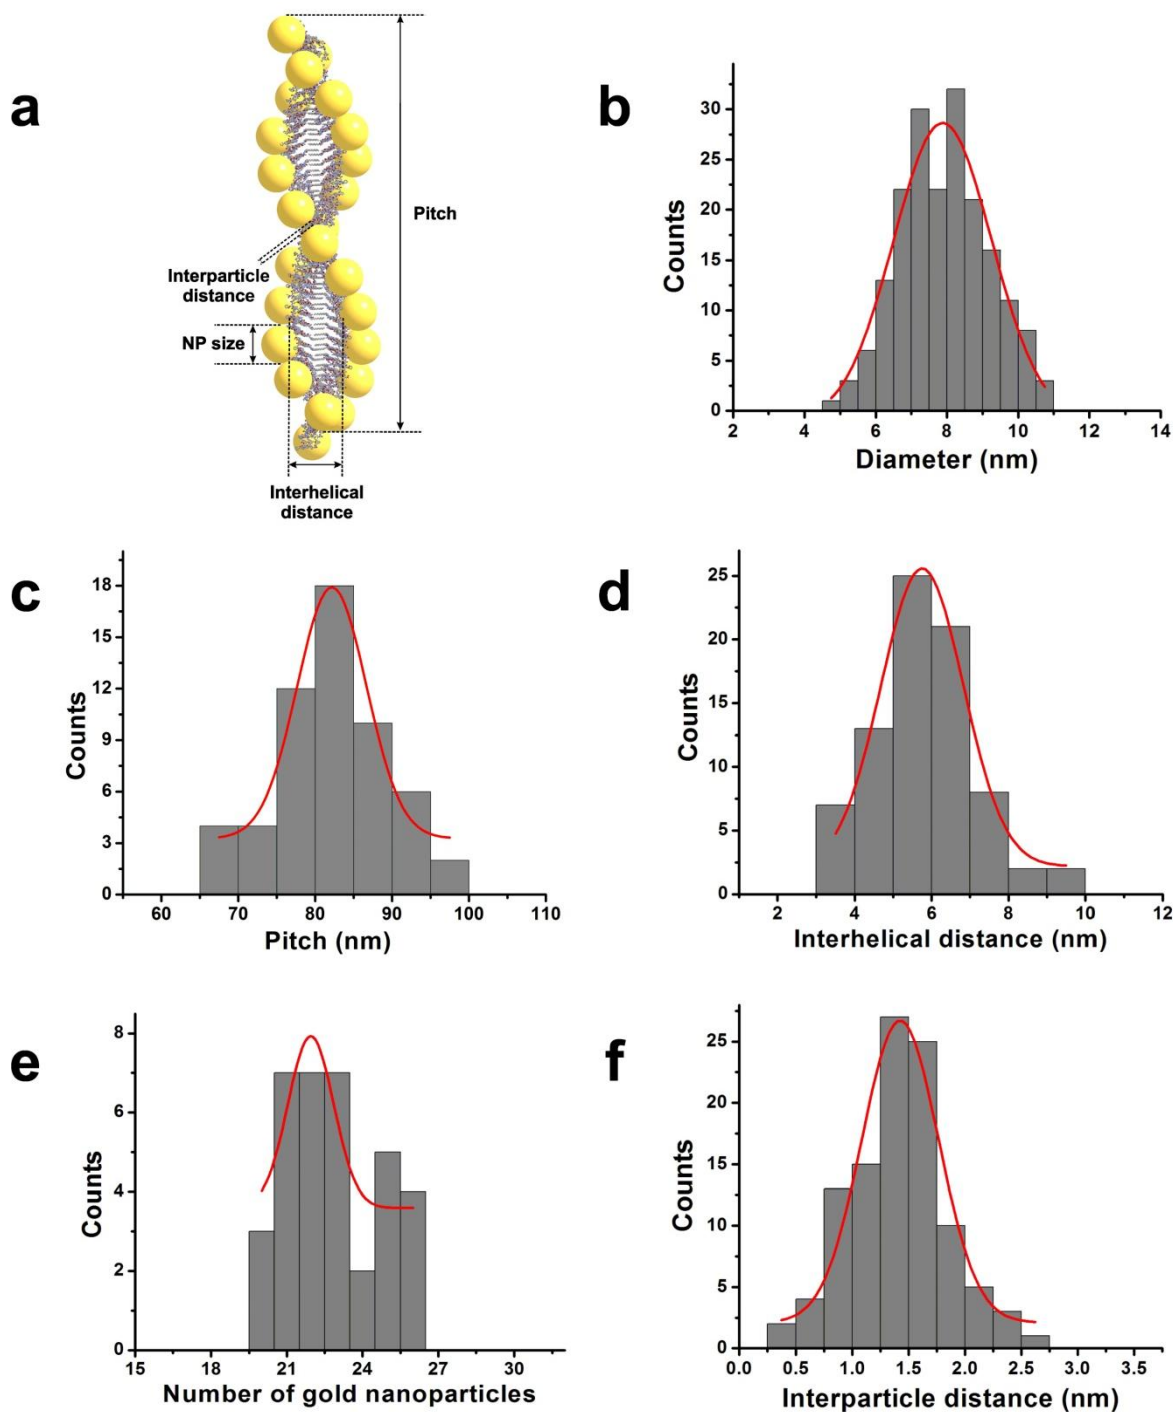 a
Pitch
Interparticle
distance
NP size
Interhelical
distance
b
Counts
30
25
20
15
10
5
0
2 4 6 8 10 12 14
Diameter (nm)
c
Counts
18
15
12
9
6
3
0
60 70 80 90 100 110
Pitch (nm)
d
Counts
25
20
15
10
5
0
2 4 6 8 10 12
Interhelical distance (nm)
e
Counts
8
6
4
2
0
15 18 21 24 27 30
Number of gold nanoparticles
f
Counts
25
20
15
10
5
0
0.0 0.5 1.0 1.5 2.0 2.5 3.0 3.5
Interparticle distance (nm)